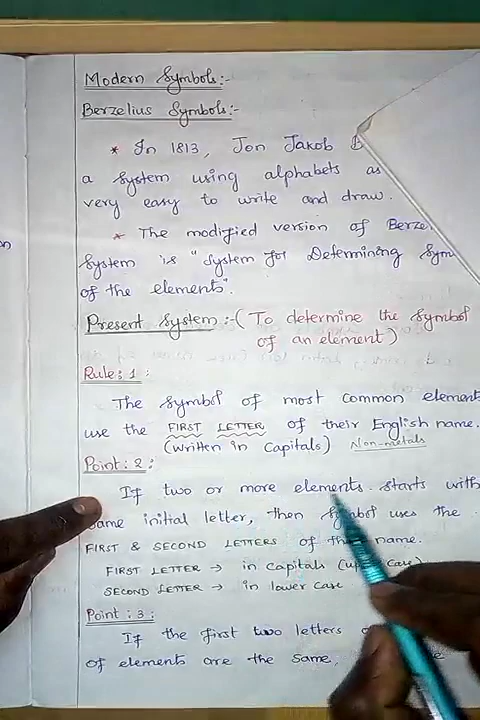 Modern Symbols:-
Berzelius Symbols:-
* In 1813, Jon Jakob
a system using alphabets as
very easy to write and draw.
* The modified version of Berze
System is "System for Determining Sym
of the elements".
Present System:-( To determine the Symbol
of an element)
Rule: 1:
The symbol of most common element
use the FIRST LETTER of their English name.
(written in Capitals) Non-metals
Point: 2:
If two or more elements starts with
same initial letter, then symbol uses the
FIRST & SECOND LETTERS of name.
FIRST LETTER → in capitals (upper case)
SECOND LETTER → in lower case
Point: 3:
If the first two letters
of elements are the same,